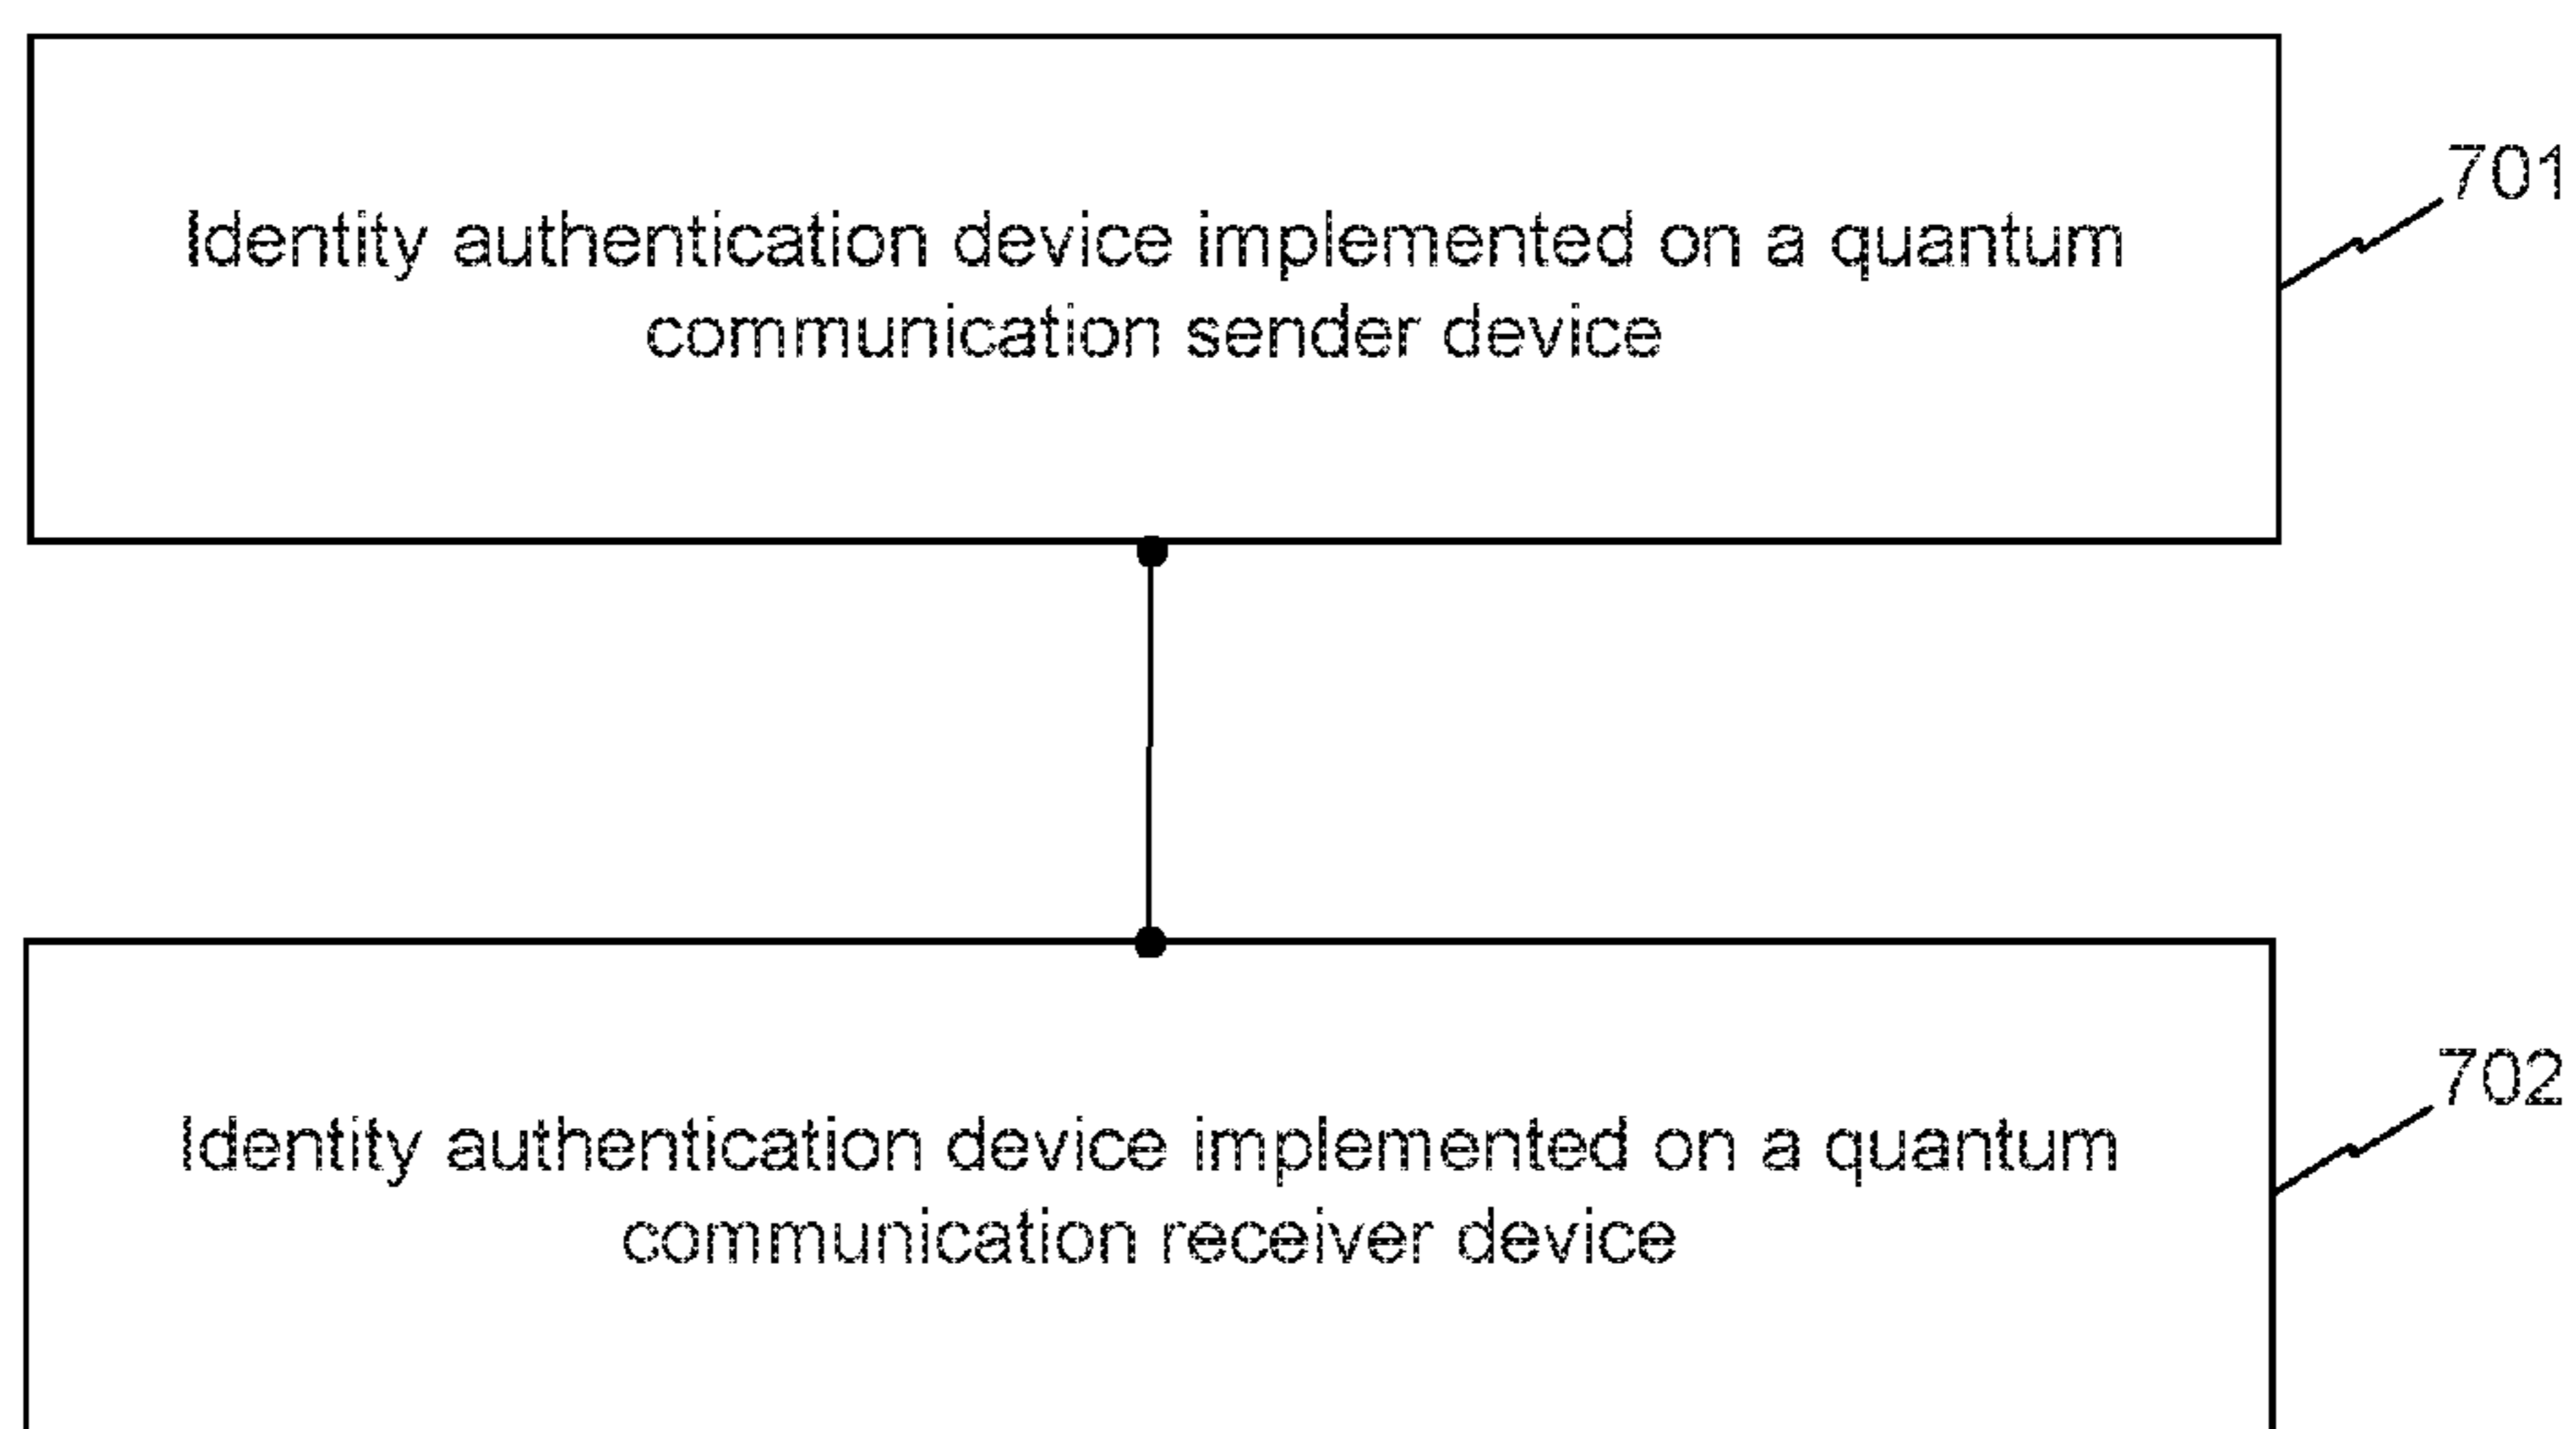 701
Identity authentication device implemented on a quantum
communication sender device
702
Identity authentication device implemented on a quantum
communication receiver device